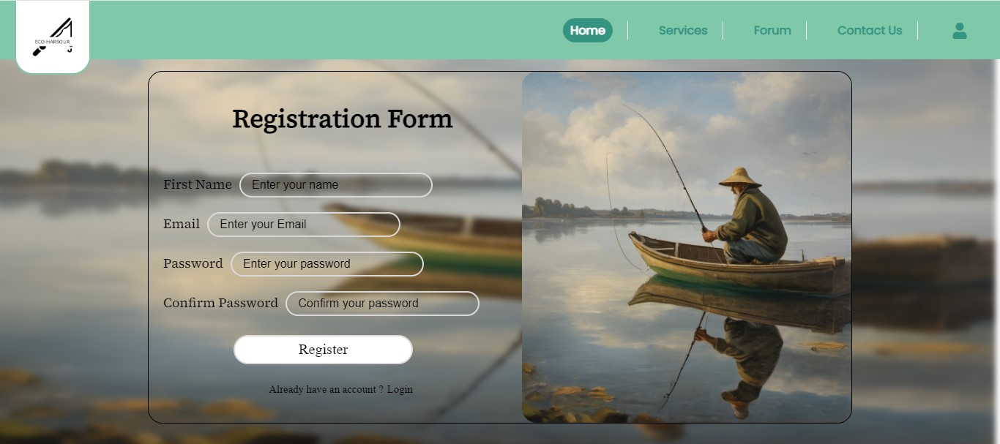 ECO-HARBOUR
Home Services Forum Contact Us
Registration Form
First Name Enter your name
Email Enter your Email
Password Enter your password
Confirm Password Confirm your password
Register
Already have an account ? Login